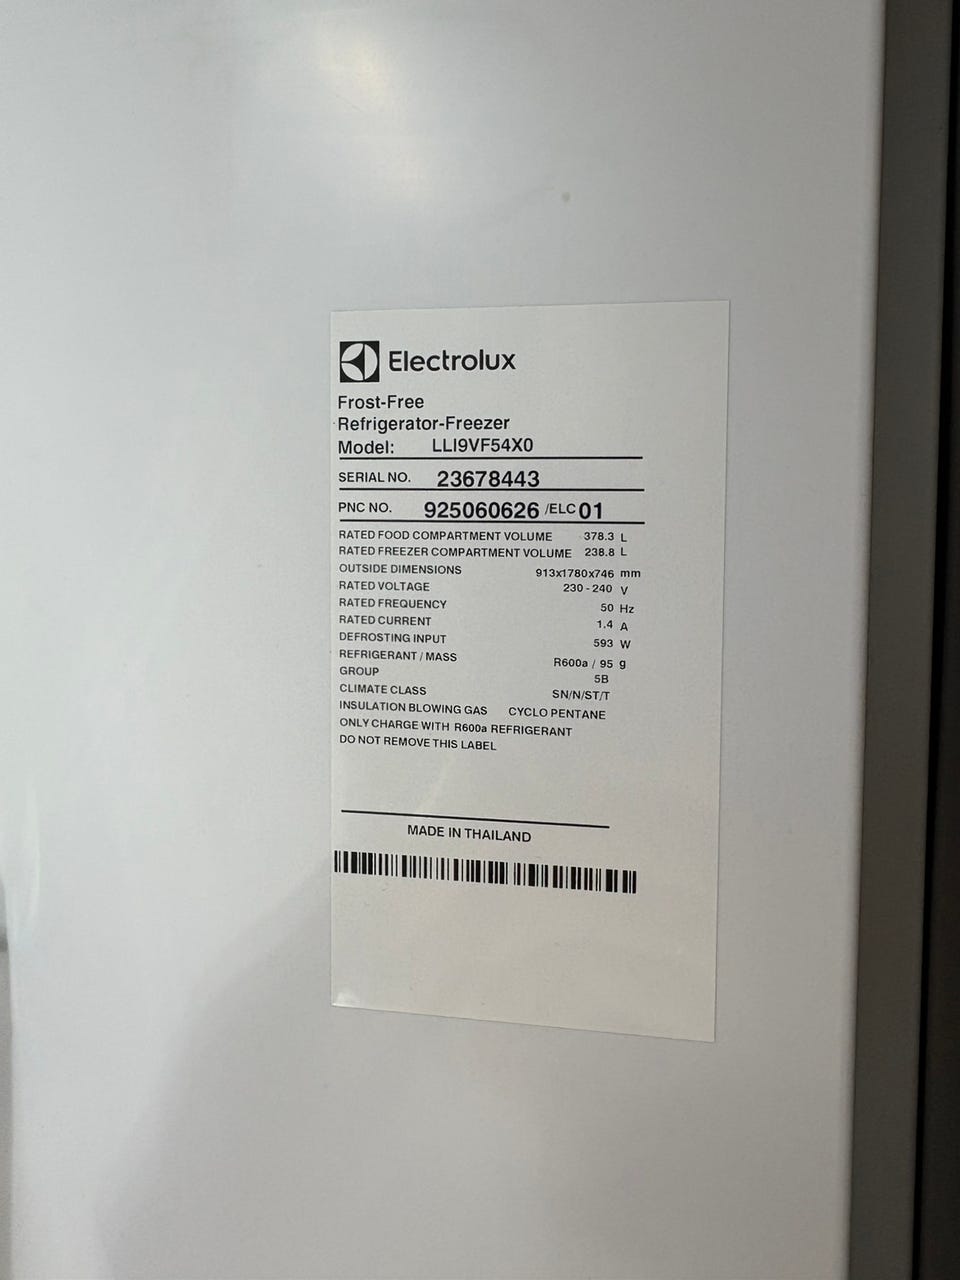 Electrolux
Frost-Free
Refrigerator-Freezer
Model: LLI9VF54X0
SERIAL NO. 23678443
PNC NO. 925060626 /ELC 01
RATED FOOD COMPARTMENT VOLUME 378.3 L
RATED FREEZER COMPARTMENT VOLUME 238.8 L
OUTSIDE DIMENSIONS 913x1780x746 mm
RATED VOLTAGE 230 - 240 V
RATED FREQUENCY 50 Hz
RATED CURRENT 1.4 A
DEFROSTING INPUT 593 W
REFRIGERANT / MASS R600a / 95 g
GROUP 5B
CLIMATE CLASS SN/N/ST/T
INSULATION BLOWING GAS CYCLO PENTANE
ONLY CHARGE WITH R600a REFRIGERANT
DO NOT REMOVE THIS LABEL
MADE IN THAILAND